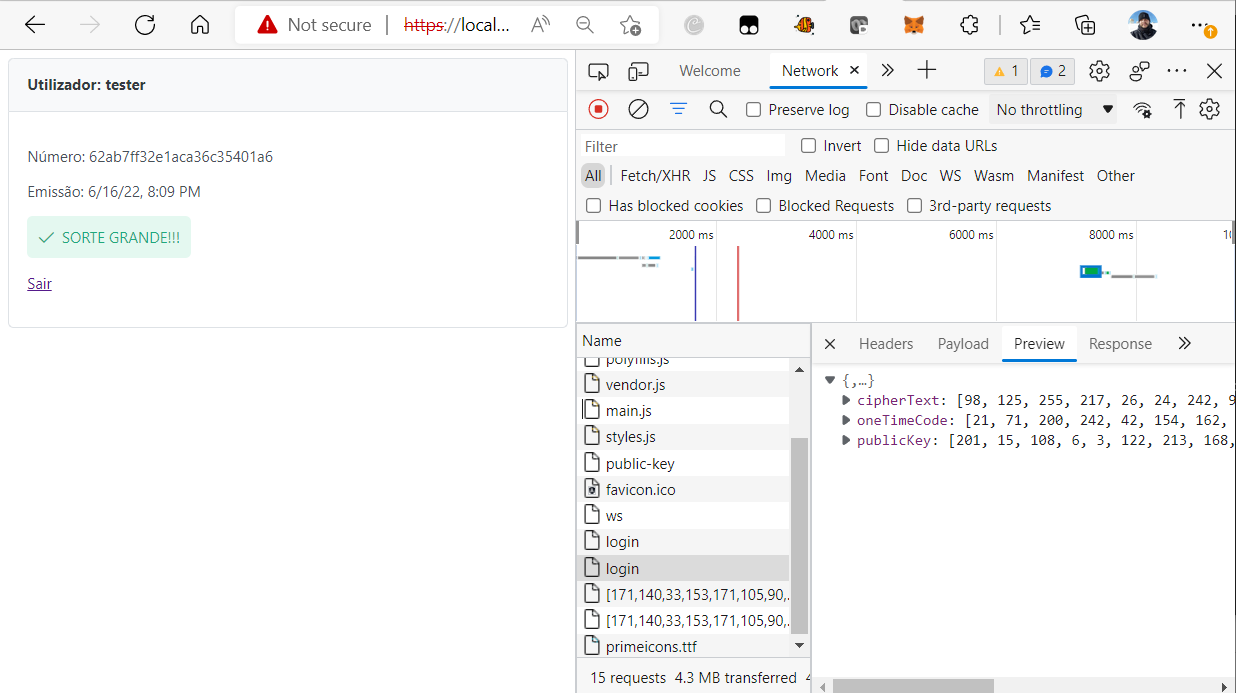 Not secure
https://local...
Utilizador: tester
Número: 62ab7ff32e1aca36c35401a6
Emissão: 6/16/22, 8:09 PM
SORTE GRANDE!!!
Sair
Welcome
Network
1
2
Preserve log
Disable cache
No throttling
Filter
Invert
Hide data URLs
All
Fetch/XHR
JS
CSS
Img
Media
Font
Doc
WS
Wasm
Manifest
Other
Has blocked cookies
Blocked Requests
3rd-party requests
2000 ms
4000 ms
6000 ms
8000 ms
Name
polyfills.js
vendor.js
main.js
styles.js
public-key
favicon.ico
ws
login
login
[171,140,33,153,171,105,90,..
[171,140,33,153,171,105,90,..
primeicons.ttf
15 requests
4.3 MB transferred
Headers
Payload
Preview
Response
{,…}
cipherText: [98, 125, 255, 217, 26, 24, 242, 9
oneTimeCode: [21, 71, 200, 242, 42, 154, 162,
publicKey: [201, 15, 108, 6, 3, 122, 213, 168,